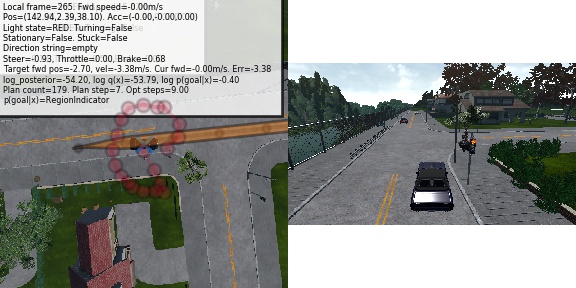 Local frame=265: Fwd speed=-0.00m/s
Pos=(142.94,2.39,38.10). Acc=(-0.00,-0.00,0.00)
Light state=RED. Turning=False
Stationary=False. Stuck=False
Direction string=empty
Steer=-0.93, Throttle=0.00, Brake=0.68
Target fwd pos=-2.70, vel=-3.38m/s. Cur fwd=-0.00m/s. Err=-3.38
log_posterior=-54.20, log q(x)=-53.79, log p(goal|x)=-0.40
Plan count=179. Plan step=7. Opt steps=9.00
p(goal|x)=RegionIndicator